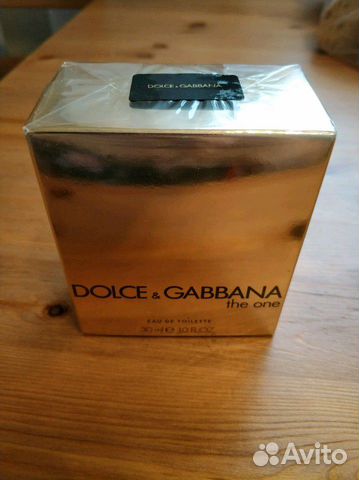 DOLCE & GABBANA
DOLCE & GABBANA
the one
EAU DE TOILETTE
30 ml ℮ 1.0 FL.OZ.
Avito